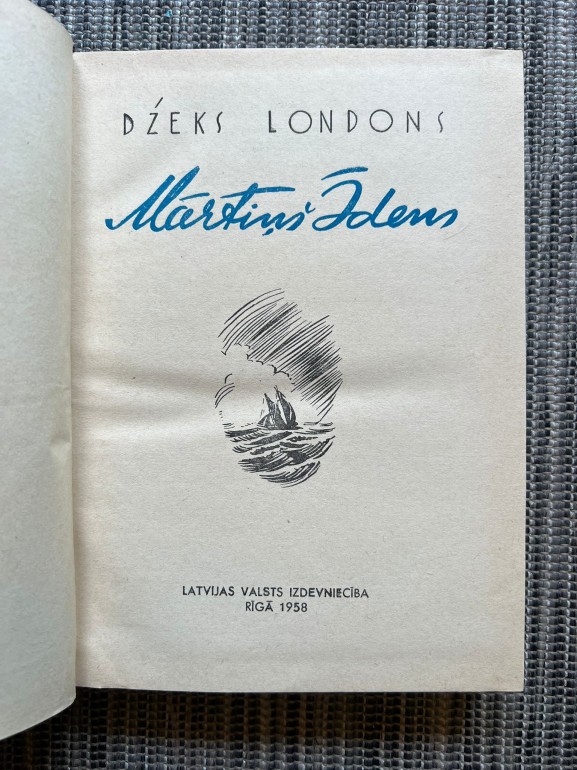 DŽEKS LONDONS
Mārtiņš Īdens
LATVIJAS VALSTS IZDEVNIECĪBA
RĪGĀ 1958